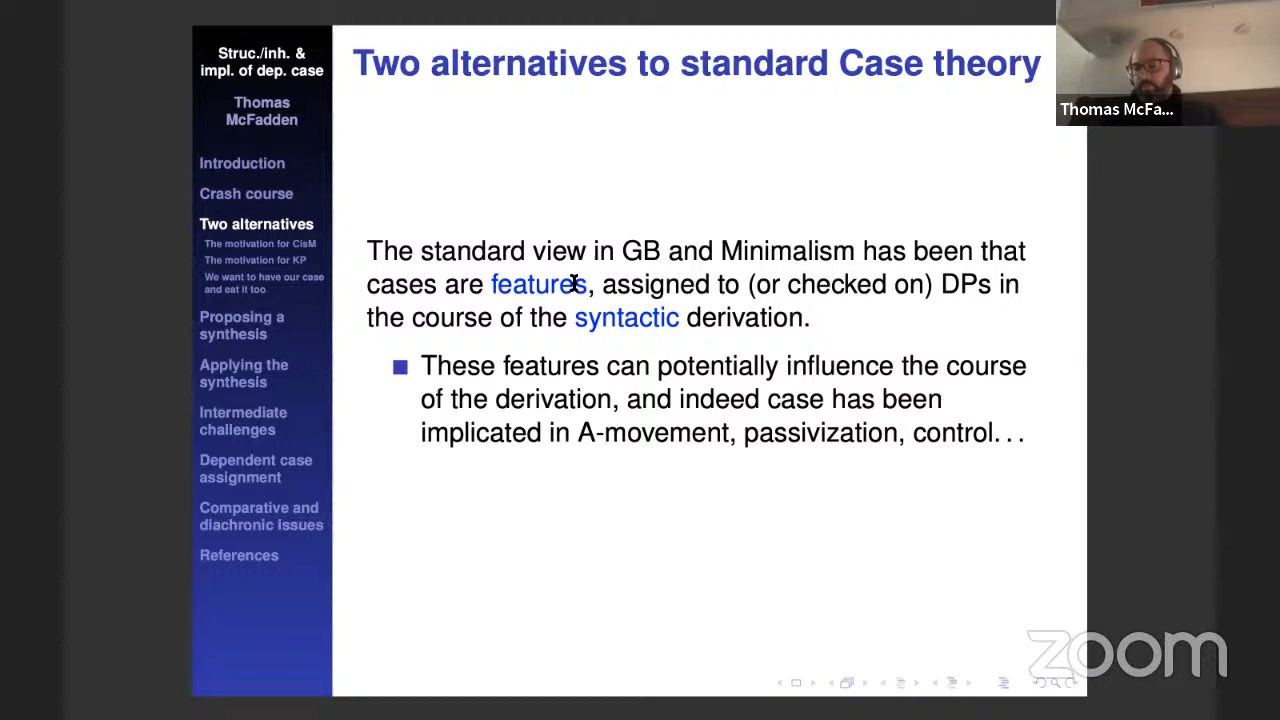 Struc./inh. &
impl. of dep. case
Thomas
McFadden
Introduction
Crash course
Two alternatives
The motivation for CisM
The motivation for KP
We want to have our case
and eat it too
Proposing a
synthesis
Applying the
synthesis
Intermediate
challenges
Dependent case
assignment
Comparative and
diachronic issues
References
Two alternatives to standard Case theory
The standard view in GB and Minimalism has been that
cases are features, assigned to (or checked on) DPs in
the course of the syntactic derivation.
These features can potentially influence the course
of the derivation, and indeed case has been
implicated in A-movement, passivization, control...
Thomas McFa...
zoom